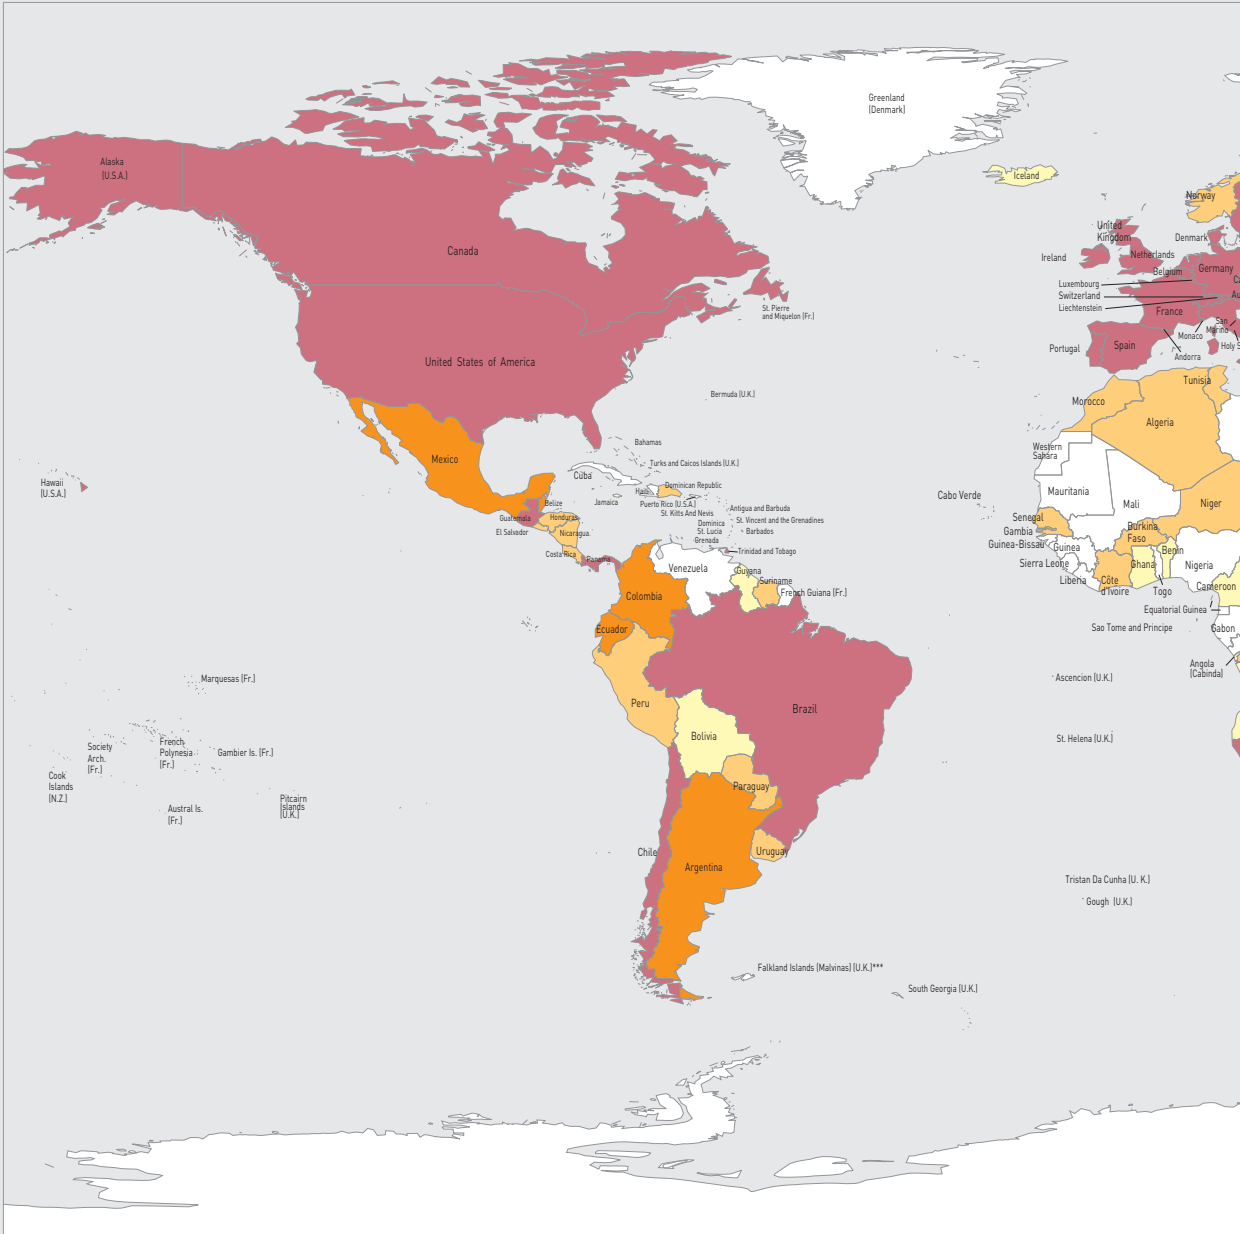 Greenland
(Denmark)
Alaska
(U.S.A.)
Iceland
Norway
Canada
United
Kingdom
Denmark
Ireland
Netherlands
Belgium
Germany
Luxembourg
Switzerland
Liechtenstein
France
St. Pierre
and Miquelon (Fr.)
San
Marino
Monaco
Holy S
Andorra
Portugal
Spain
United States of America
Bermuda (U.K.)
Tunisia
Morocco
Algeria
Western
Sahara
Mexico
Bahamas
Cuba
Turks and Caicos Islands (U.K.)
Hawaii
(U.S.A.)
Haiti
Dominican Republic
Jamaica
Puerto Rico (U.S.A.)
St. Kitts And Nevis
Antigua and Barbuda
Dominica
St. Vincent and the Grenadines
St. Lucia
Barbados
Grenada
Trinidad and Tobago
Belize
Guatemala
Honduras
El Salvador
Nicaragua
Costa Rica
Panama
Cabo Verde
Mauritania
Mali
Niger
Senegal
Gambia
Guinea-Bissau
Guinea
Sierra Leone
Liberia
Burkina
Faso
Côte
d'Ivoire
Ghana
Benin
Togo
Nigeria
Cameroon
Equatorial Guinea
Sao Tome and Principe
Gabon
Angola
(Cabinda)
Venezuela
Guyana
Suriname
French Guiana (Fr.)
Colombia
Ecuador
Peru
Brazil
Bolivia
Paraguay
Uruguay
Chile
Argentina
Marquesas (Fr.)
Society
Arch.
(Fr.)
French
Polynesia
(Fr.)
Gambier Is. (Fr.)
Cook
Islands
(N.Z.)
Austral Is.
(Fr.)
Pitcairn
Islands
(U.K.)
Ascencion (U.K.)
St. Helena (U.K.)
Tristan Da Cunha (U. K.)
Gough (U.K.)
Falkland Islands (Malvinas) (U.K.)***
South Georgia (U.K.)